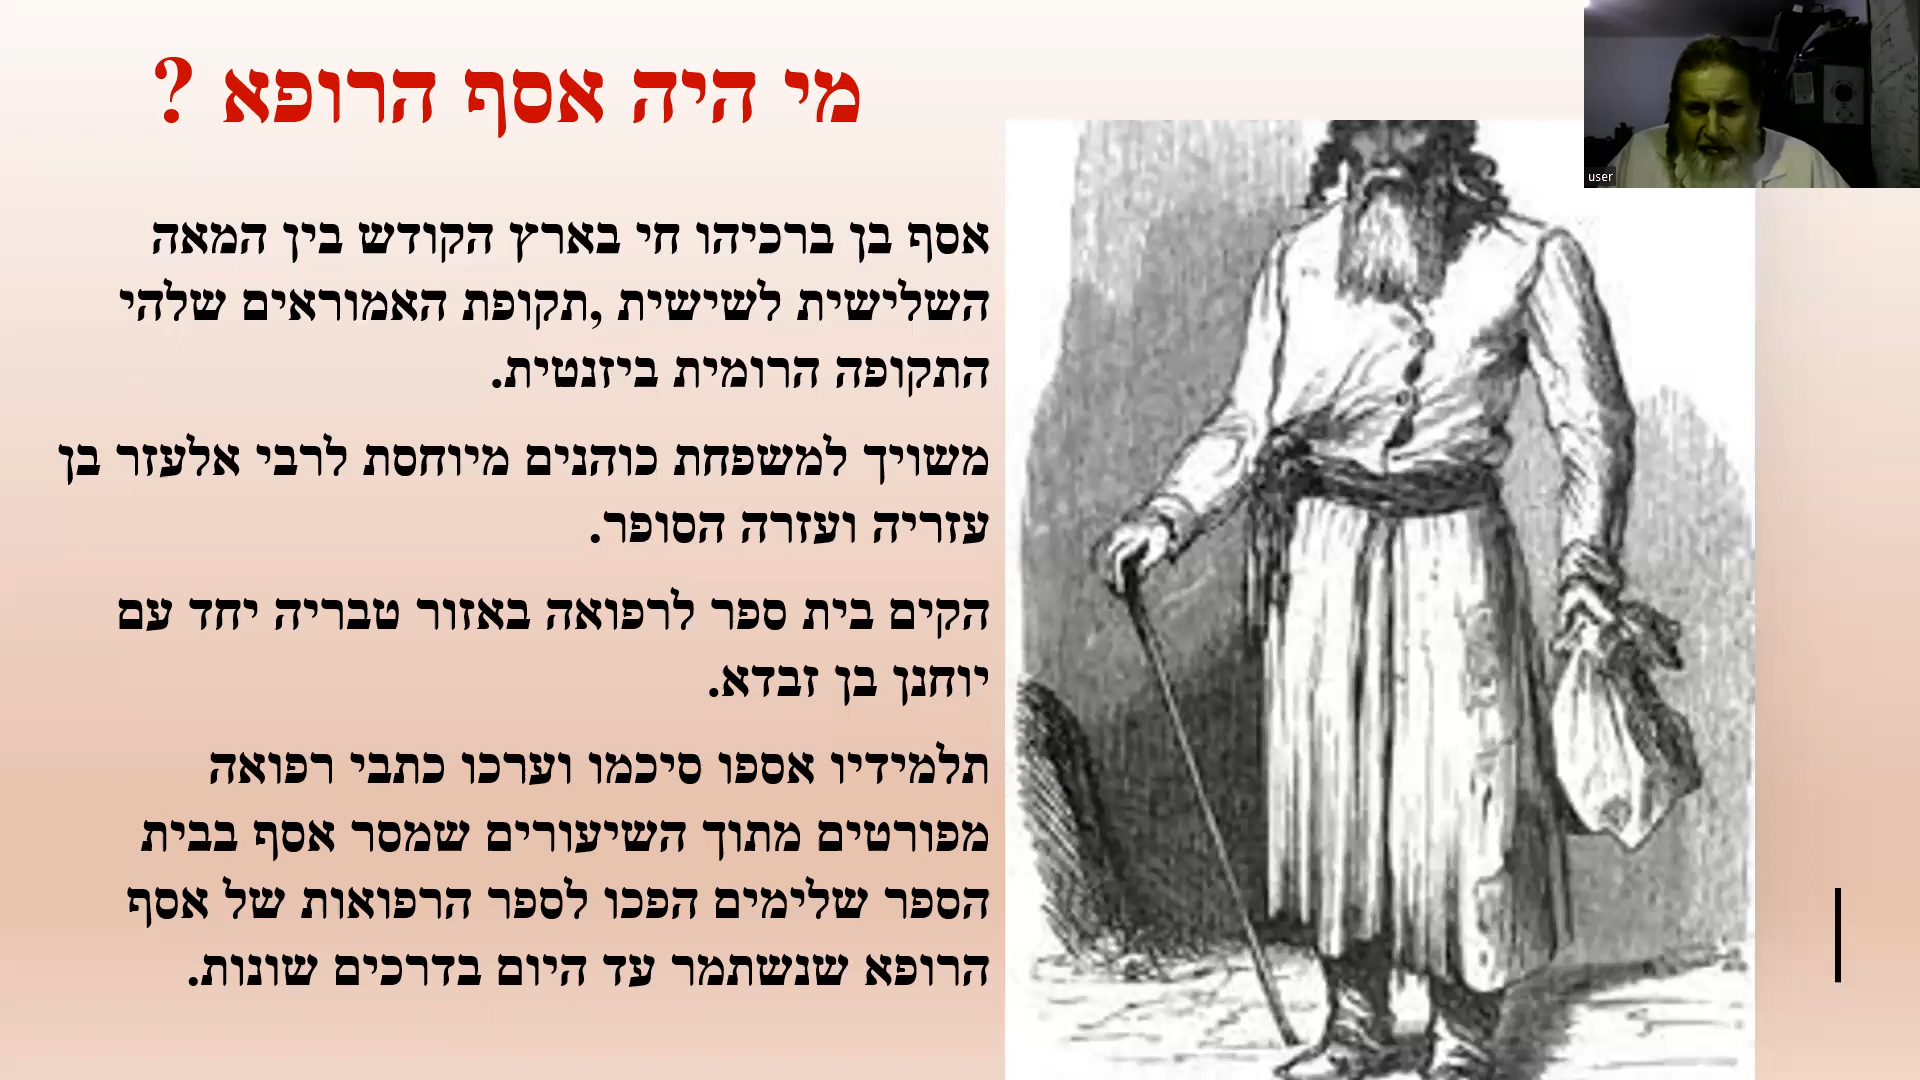 מי היה אסף הרופא ?
אסף בן ברכיהו חי בארץ הקודש בין המאה
השלישית לשישית ,תקופת האמוראים שלהי
התקופה הרומית ביזנטית.
משויך למשפחת כוהנים מיוחסת לרבי אלעזר בן
עזריה ועזרה הסופר.
הקים בית ספר לרפואה באזור טבריה יחד עם
יוחנן בן זבדא.
תלמידיו אספו סיכמו וערכו כתבי רפואה
מפורטים מתוך השיעורים שמסר אסף בבית
הספר שלימים הפכו לספר הרפואות של אסף
הרופא שנשתמר עד היום בדרכים שונות.
user